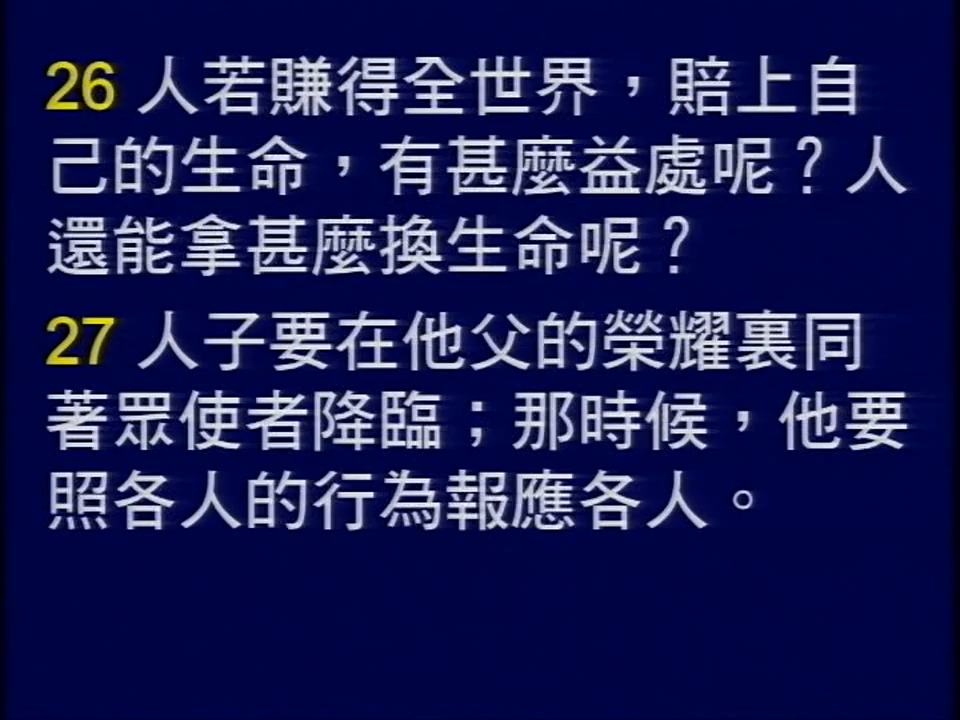 26 人若賺得全世界，賠上自
己的生命，有甚麼益處呢？人
還能拿甚麼換生命呢？
27 人子要在他父的榮耀裏同
著眾使者降臨；那時候，他要
照各人的行為報應各人。